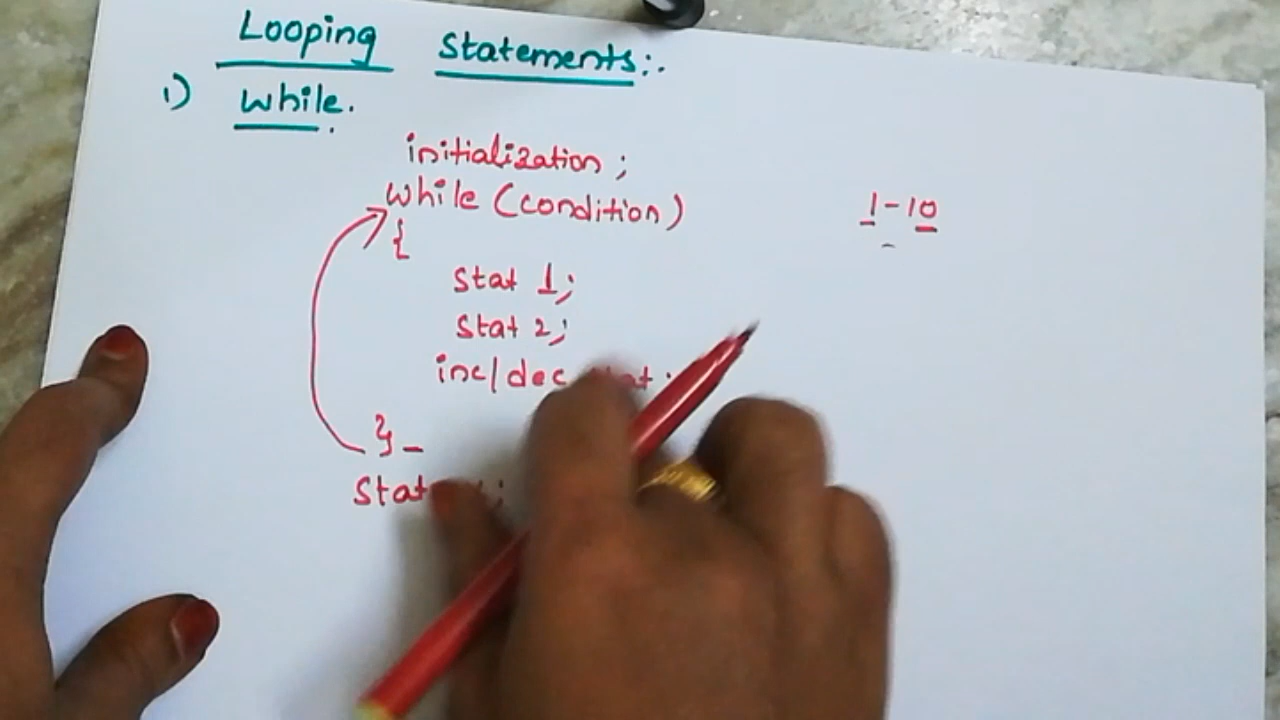 Looping Statements:.
1) While.
initialization ;
while (condition)
1-10
{
Stat 1;
Stat 2;
inc/dec
}